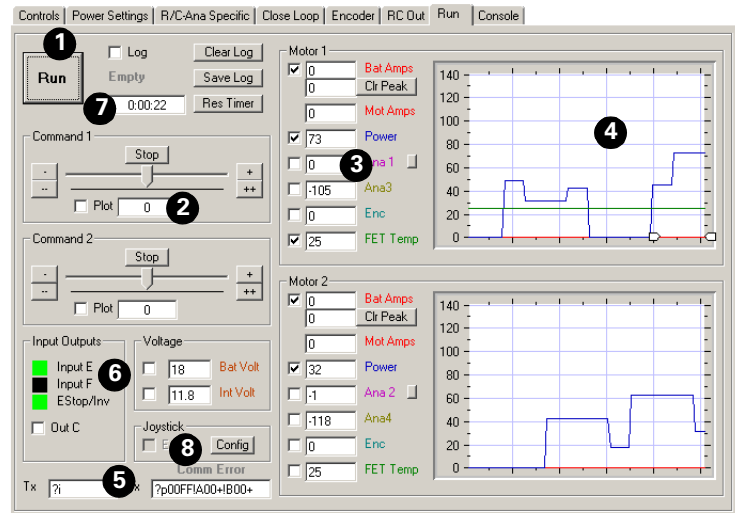 Controls Power Settings R/C-Ana Specific Close Loop Encoder RC Out Run Console
1
Run
Log
Clear Log
Empty
Save Log
7
0:00:22
Res Timer
Command 1
Stop
- +
-- ++
Plot 0
2
Command 2
Stop
- +
-- ++
Plot 0
Input Outputs
Input E
Input F
EStop/Inv
6
Out C
Voltage
18 Bat Volt
11.8 Int Volt
Joystick
8
Config
Comm Error
5
Tx ?i
?p00FF!A00+!B00+
Motor 1
0 Bat Amps
0 Clr Peak
0 Mot Amps
73 Power
0 3 Ana 1
-105 Ana3
0 Enc
25 FET Temp
4
140
120
100
80
60
40
20
0
Motor 2
0 Bat Amps
0 Clr Peak
0 Mot Amps
32 Power
-1 Ana 2
-118 Ana4
0 Enc
25 FET Temp
140
120
100
80
60
40
20
0